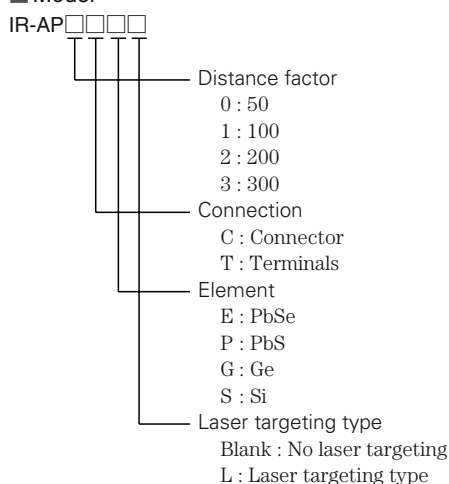 ■ Model
IR-AP□□□□
Distance factor
0 : 50
1 : 100
2 : 200
3 : 300
Connection
C : Connector
T : Terminals
Element
E : PbSe
P : PbS
G : Ge
S : Si
Laser targeting type
Blank : No laser targeting
L : Laser targeting type